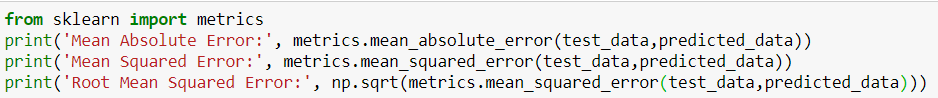 from sklearn import metrics
print('Mean Absolute Error:', metrics.mean_absolute_error(test_data,predicted_data))
print('Mean Squared Error:', metrics.mean_squared_error(test_data,predicted_data))
print('Root Mean Squared Error:', np.sqrt(metrics.mean_squared_error(test_data,predicted_data)))